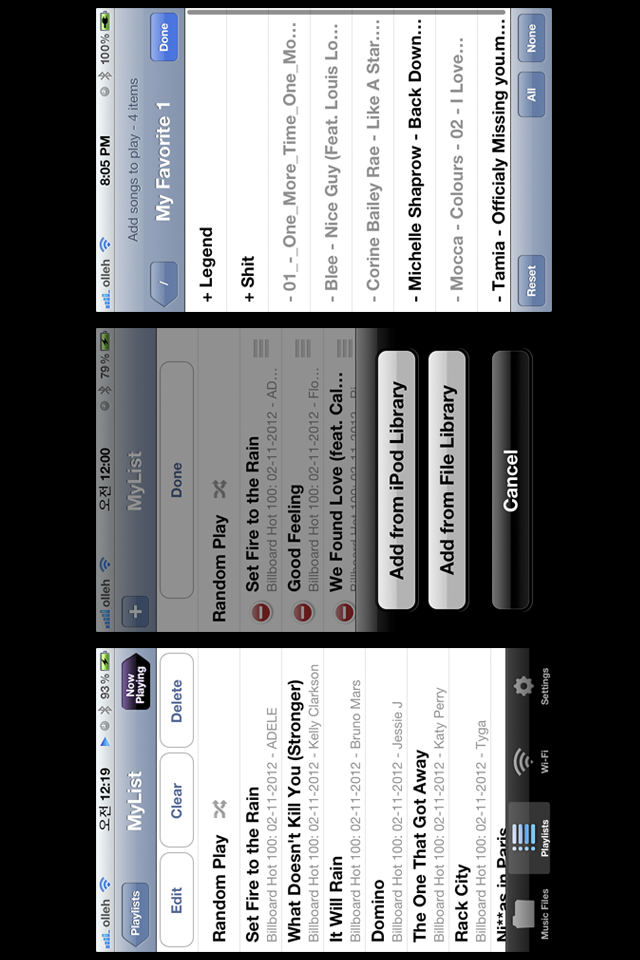 olleh 오전 12:19 93%
Playlists MyList Now Playing
Edit Clear Delete
Random Play
Set Fire to the Rain
Billboard Hot 100: 02-11-2012 - ADELE
What Doesn't Kill You (Stronger)
Billboard Hot 100: 02-11-2012 - Kelly Clarkson
It Will Rain
Billboard Hot 100: 02-11-2012 - Bruno Mars
Domino
Billboard Hot 100: 02-11-2012 - Jessie J
The One That Got Away
Billboard Hot 100: 02-11-2012 - Katy Perry
Rack City
Billboard Hot 100: 02-11-2012 - Tyga
Ni**as in Paris
Music Files Playlists Wi-Fi Settings
olleh 오전 12:00 79%
+ MyList
Done
Random Play
Set Fire to the Rain
Billboard Hot 100: 02-11-2012 - AD...
Good Feeling
Billboard Hot 100: 02-11-2012 - Flo...
We Found Love (feat. Cal...
Billboard Hot 100: 02-11-2012 - Ri
Add from iPod Library
Add from File Library
Cancel
olleh 8:05 PM 100%
Add songs to play - 4 items
/ My Favorite 1 Done
+ Legend
+ Shit
- 01_-_One_More_Time_One_Mo...
- Blee - Nice Guy (Feat. Louis Lo...
- Corine Bailey Rae - Like A Star....
- Michelle Shaprow - Back Down...
- Mocca - Colours - 02 - I Love...
- Tamia - Officialy Missing you.m...
Reset All None